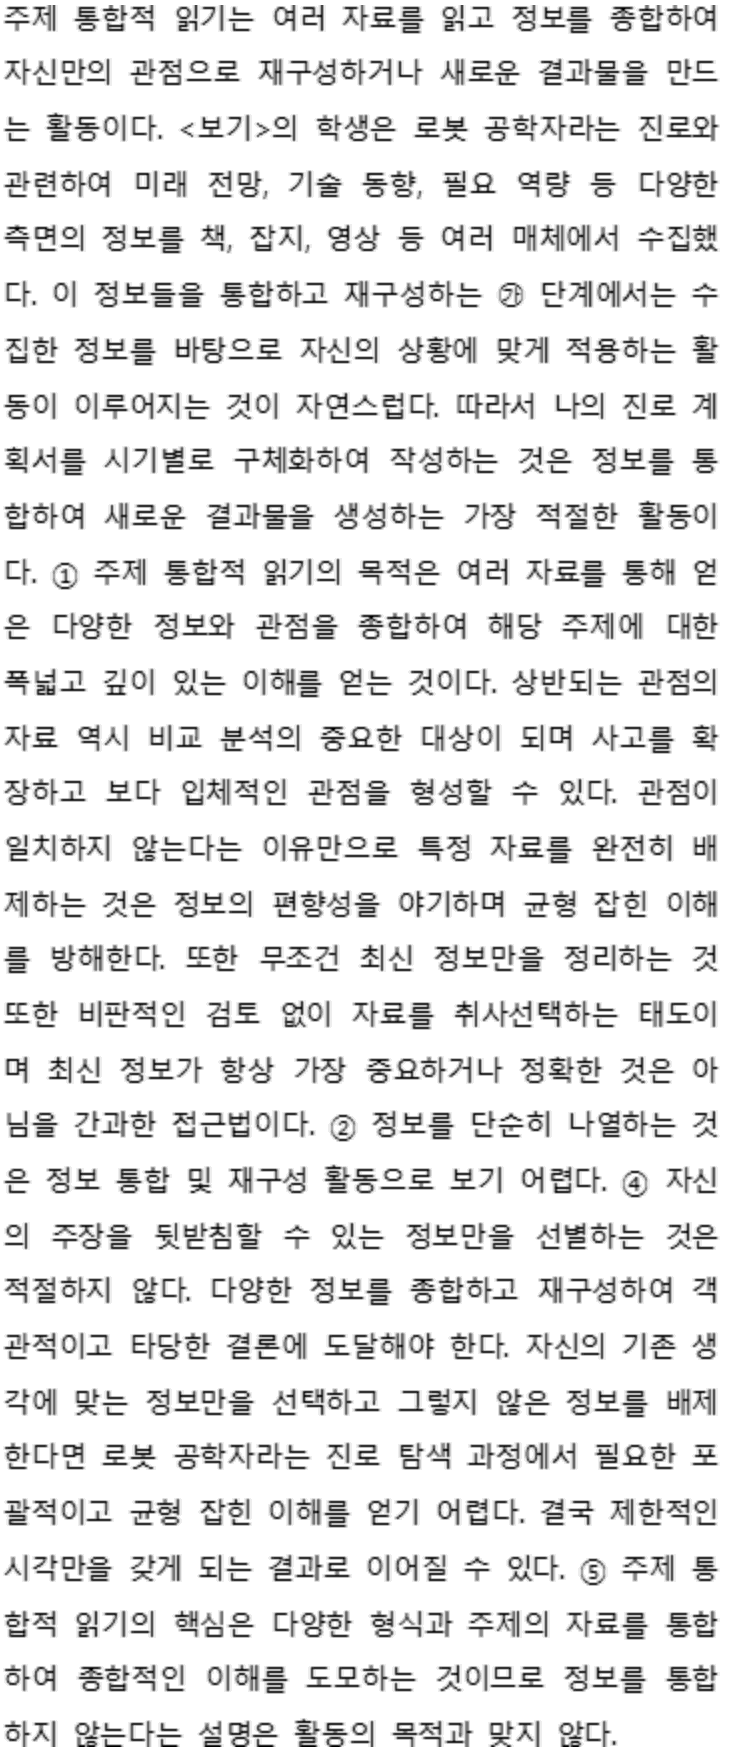 주제 통합적 읽기는 여러 자료를 읽고 정보를 종합하여
자신만의 관점으로 재구성하거나 새로운 결과물을 만드
는 활동이다. <보기>의 학생은 로봇 공학자라는 진로와
관련하여 미래 전망, 기술 동향, 필요 역량 등 다양한
측면의 정보를 책, 잡지, 영상 등 여러 매체에서 수집했
다. 이 정보들을 통합하고 재구성하는 ㉮ 단계에서는 수
집한 정보를 바탕으로 자신의 상황에 맞게 적용하는 활
동이 이루어지는 것이 자연스럽다. 따라서 나의 진로 계
획서를 시기별로 구체화하여 작성하는 것은 정보를 통
합하여 새로운 결과물을 생성하는 가장 적절한 활동이
다. ① 주제 통합적 읽기의 목적은 여러 자료를 통해 얻
은 다양한 정보와 관점을 종합하여 해당 주제에 대한
폭넓고 깊이 있는 이해를 얻는 것이다. 상반되는 관점의
자료 역시 비교 분석의 중요한 대상이 되며 사고를 확
장하고 보다 입체적인 관점을 형성할 수 있다. 관점이
일치하지 않는다는 이유만으로 특정 자료를 완전히 배
제하는 것은 정보의 편향성을 야기하며 균형 잡힌 이해
를 방해한다. 또한 무조건 최신 정보만을 정리하는 것
또한 비판적인 검토 없이 자료를 취사선택하는 태도이
며 최신 정보가 항상 가장 중요하거나 정확한 것은 아
님을 간과한 접근법이다. ② 정보를 단순히 나열하는 것
은 정보 통합 및 재구성 활동으로 보기 어렵다. ④ 자신
의 주장을 뒷받침할 수 있는 정보만을 선별하는 것은
적절하지 않다. 다양한 정보를 종합하고 재구성하여 객
관적이고 타당한 결론에 도달해야 한다. 자신의 기존 생
각에 맞는 정보만을 선택하고 그렇지 않은 정보를 배제
한다면 로봇 공학자라는 진로 탐색 과정에서 필요한 포
괄적이고 균형 잡힌 이해를 얻기 어렵다. 결국 제한적인
시각만을 갖게 되는 결과로 이어질 수 있다. ⑤ 주제 통
합적 읽기의 핵심은 다양한 형식과 주제의 자료를 통합
하여 종합적인 이해를 도모하는 것이므로 정보를 통합
하지 않는다는 설명은 활동의 목적과 맞지 않다.